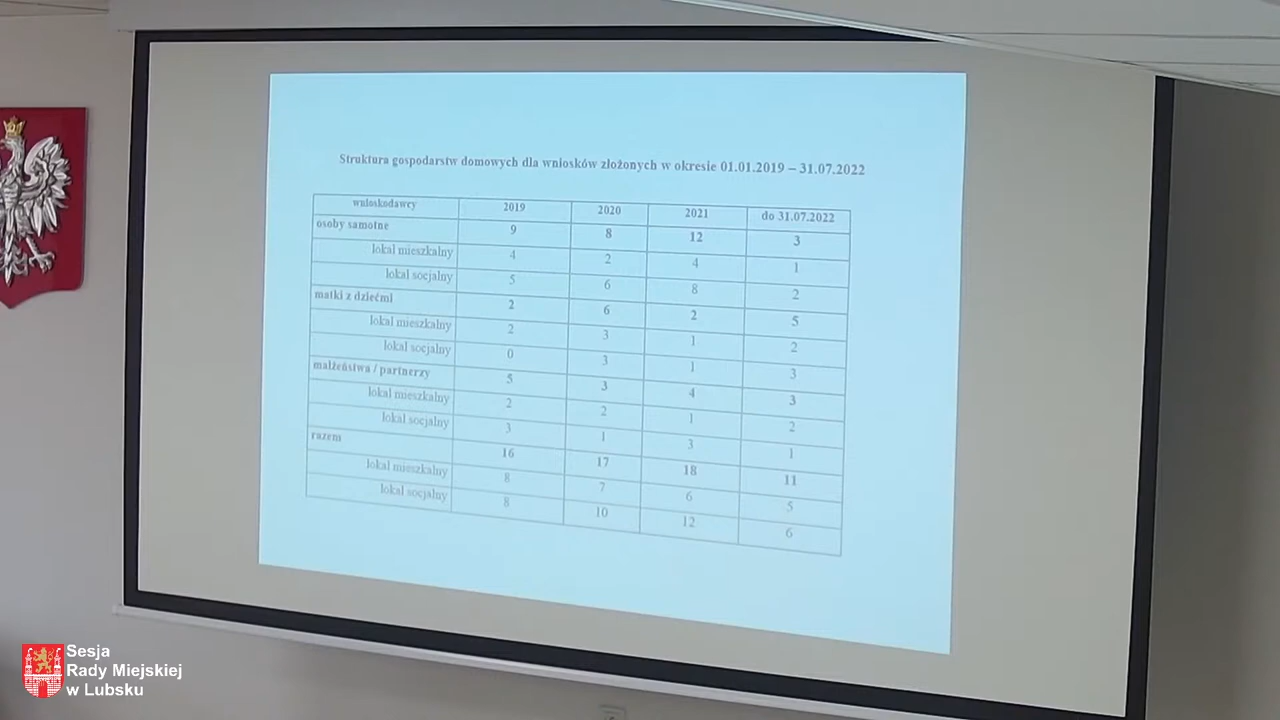 Struktura gospodarstw domowych dla wniosków złożonych w okresie 01.01.2019 – 31.07.2022
wnioskodawcy 2019 2020 2021 do 31.07.2022
osoby samotne 9 8 12 3
lokal mieszkalny 4 2 4 1
lokal socjalny 5 6 8 2
matki z dziećmi 2 6 2 5
lokal mieszkalny 2 3 1 2
lokal socjalny 0 3 1 3
małżeństwa / partnerzy 5 3 4 3
lokal mieszkalny 2 2 1 2
lokal socjalny 3 1 3 1
razem 16 17 18 11
lokal mieszkalny 8 7 6 5
lokal socjalny 8 10 12 6
Sesja
Rady Miejskiej
w Lubsku